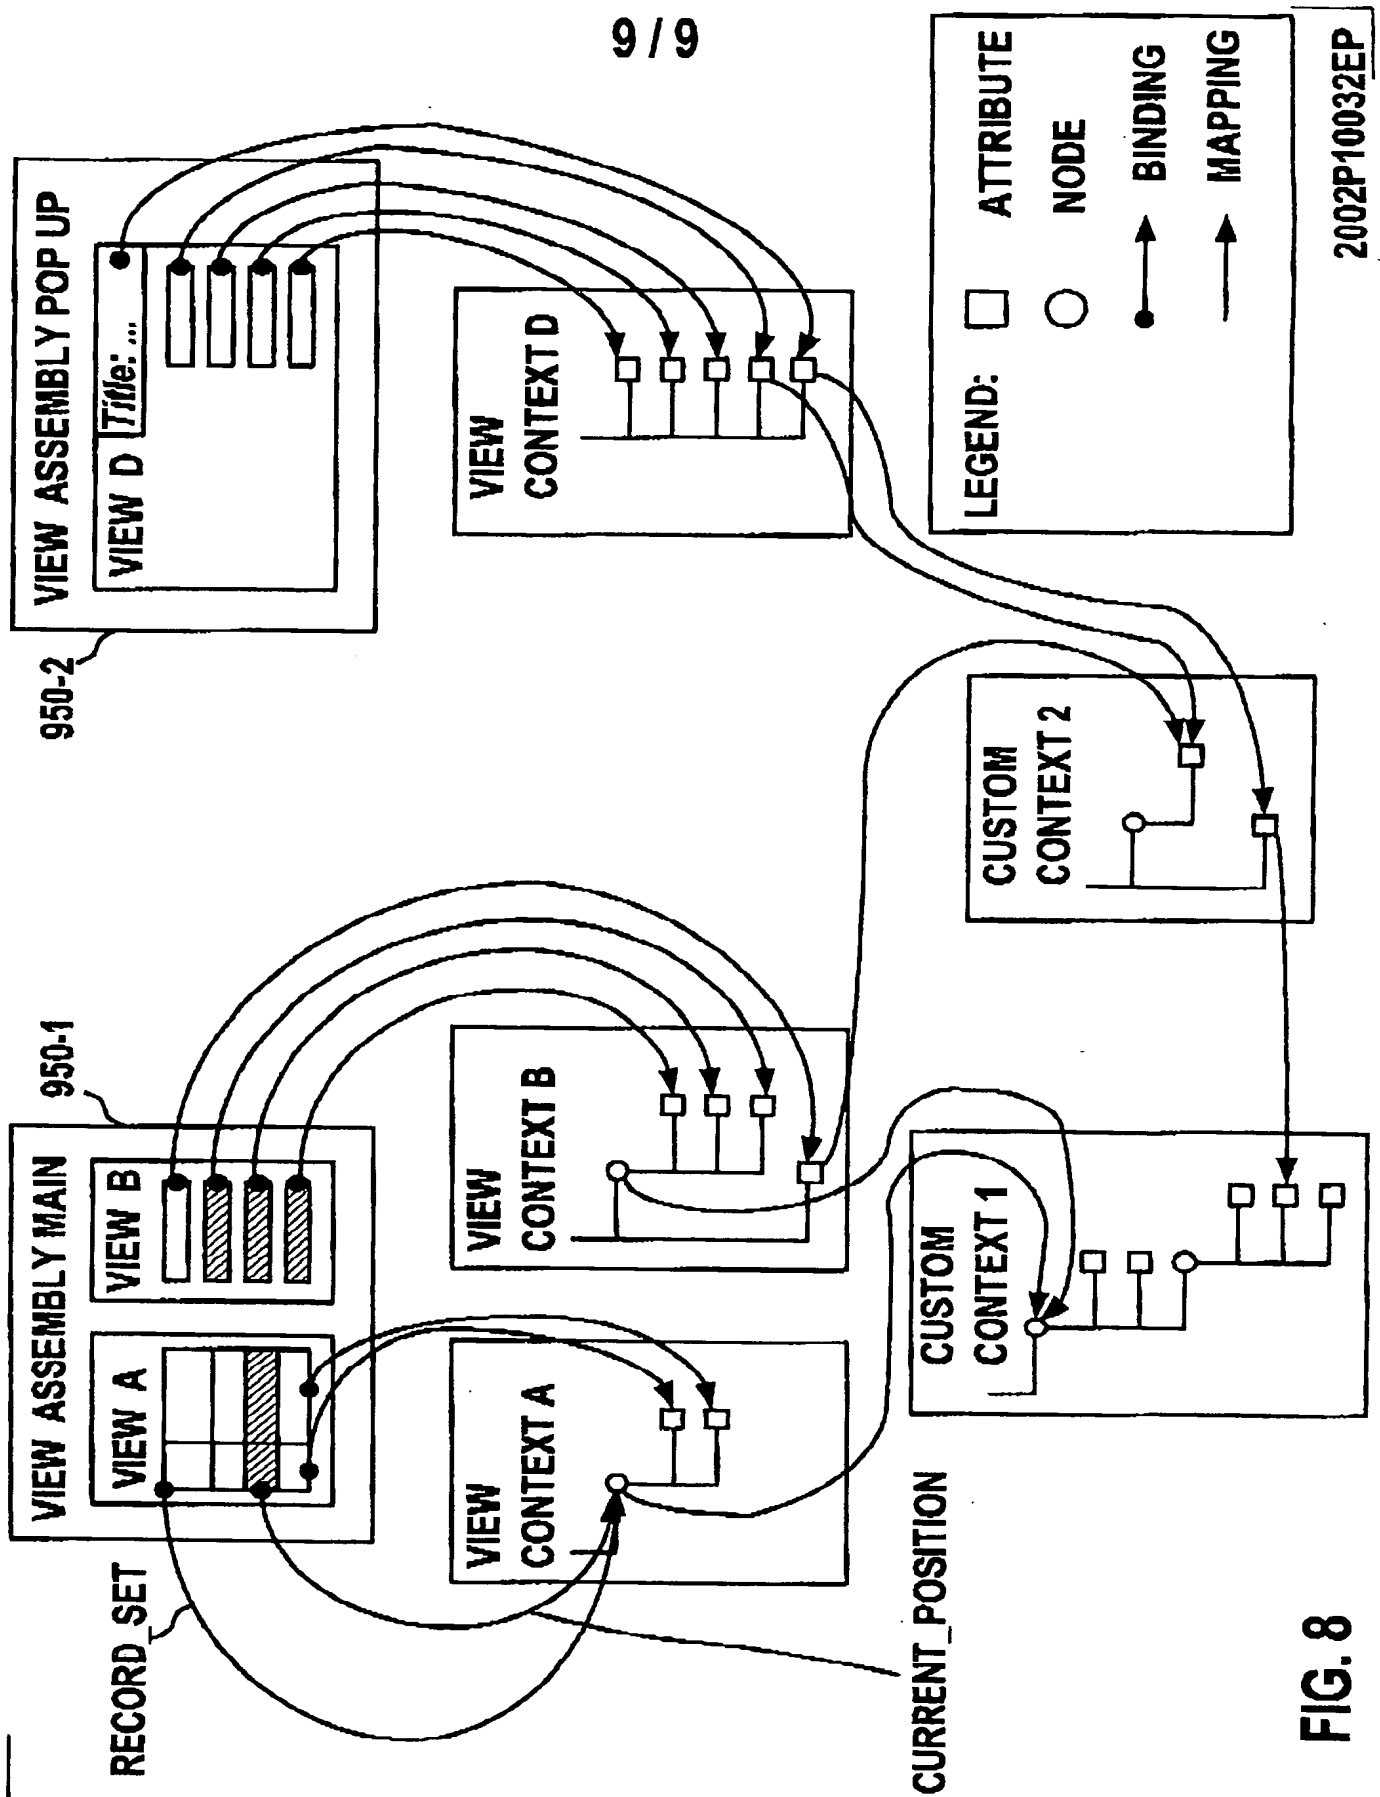 9 / 9
VIEW ASSEMBLY MAIN
VIEW A
VIEW B
950-1
VIEW ASSEMBLY POP UP
VIEW D
Title: ...
950-2
RECORD_SET
VIEW
CONTEXT A
VIEW
CONTEXT B
VIEW
CONTEXT D
CURRENT_POSITION
CUSTOM
CONTEXT 1
CUSTOM
CONTEXT 2
LEGEND:
ATTRIBUTE
NODE
BINDING
MAPPING
FIG. 8
2002P10032EP